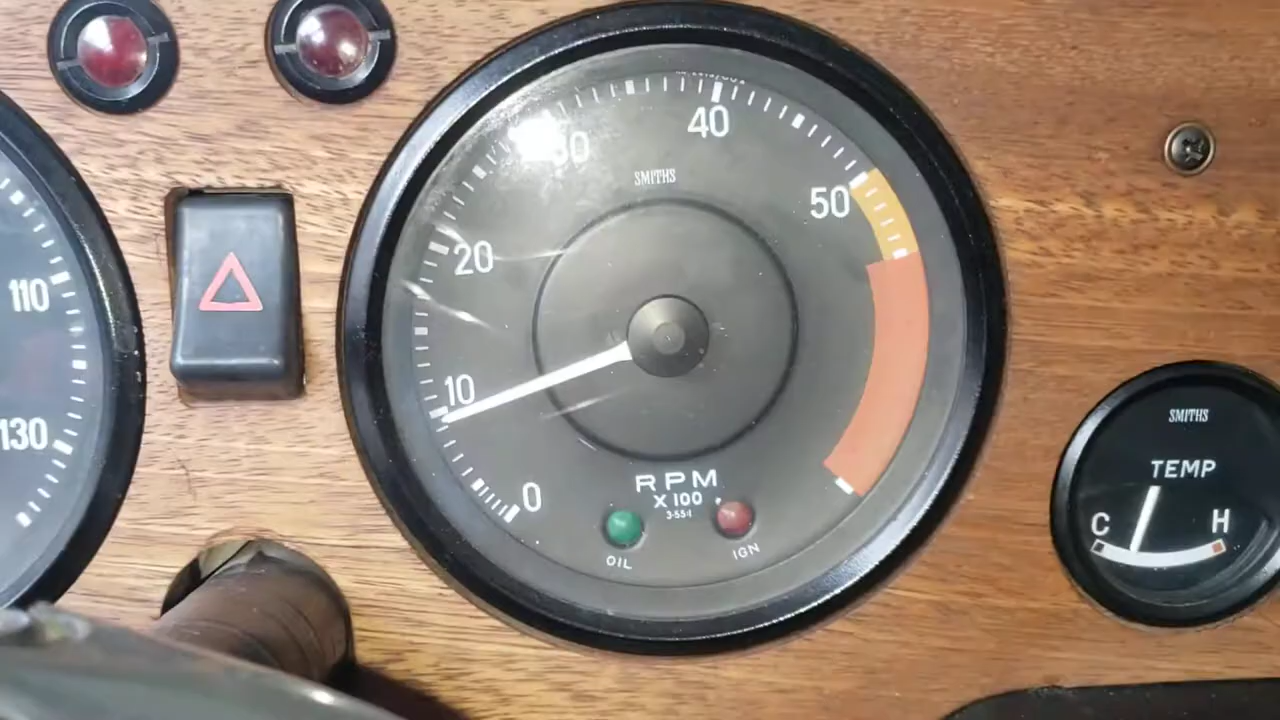 110
130
0
10
20
30
40
50
SMITHS
RPM
X 100
3·55:1
OIL
IGN
SMITHS
TEMP
C
H